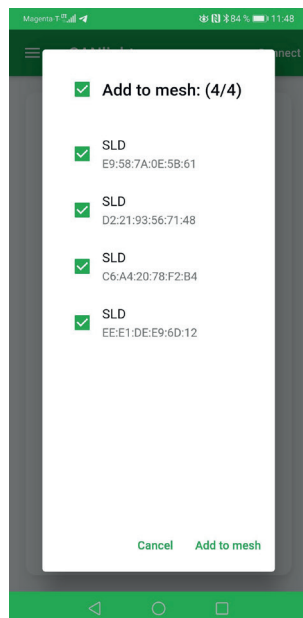 Magenta-T 84 % 11:48
Add to mesh: (4/4)
SLD
E9:58:7A:0E:5B:61
SLD
D2:21:93:56:71:48
SLD
C6:A4:20:78:F2:B4
SLD
EE:E1:DE:E9:6D:12
Cancel Add to mesh